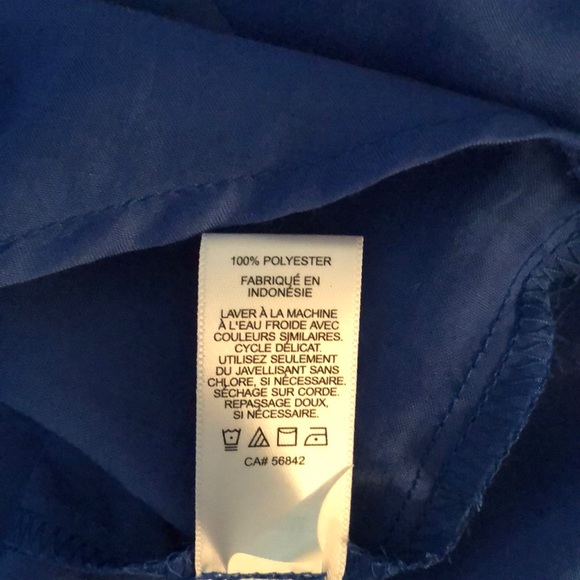 100% POLYESTER
FABRIQUÉ EN
INDONÉSIE
LAVER À LA MACHINE
À L'EAU FROIDE AVEC
COULEURS SIMILAIRES.
CYCLE DÉLICAT.
UTILISEZ SEULEMENT
DU JAVELLISANT SANS
CHLORE, SI NÉCESSAIRE.
SÉCHAGE SUR CORDE.
REPASSAGE DOUX,
SI NÉCESSAIRE.
CA# 56842